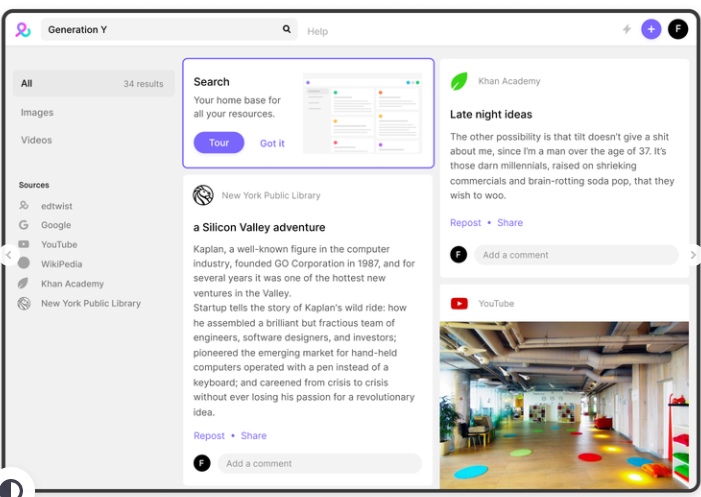 Generation Y
Help
F
All
34 results
Images
Videos
Sources
edtwist
Google
YouTube
WikiPedia
Khan Academy
New York Public Library
Search
Your home base for
all your resources.
Tour
Got it
New York Public Library
a Silicon Valley adventure
Kaplan, a well-known figure in the computer
industry, founded GO Corporation in 1987, and for
several years it was one of the hottest new
ventures in the Valley.
Startup tells the story of Kaplan's wild ride: how
he assembled a brilliant but fractious team of
engineers, software designers, and investors;
pioneered the emerging market for hand-held
computers operated with a pen instead of a
keyboard; and careened from crisis to crisis
without ever losing his passion for a revolutionary
idea.
Repost • Share
F
Add a comment
Khan Academy
Late night ideas
The other possibility is that tilt doesn't give a shit
about me, since I'm a man over the age of 37. It's
those darn millennials, raised on shrieking
commercials and brain-rotting soda pop, that they
wish to woo.
Repost • Share
F
Add a comment
YouTube